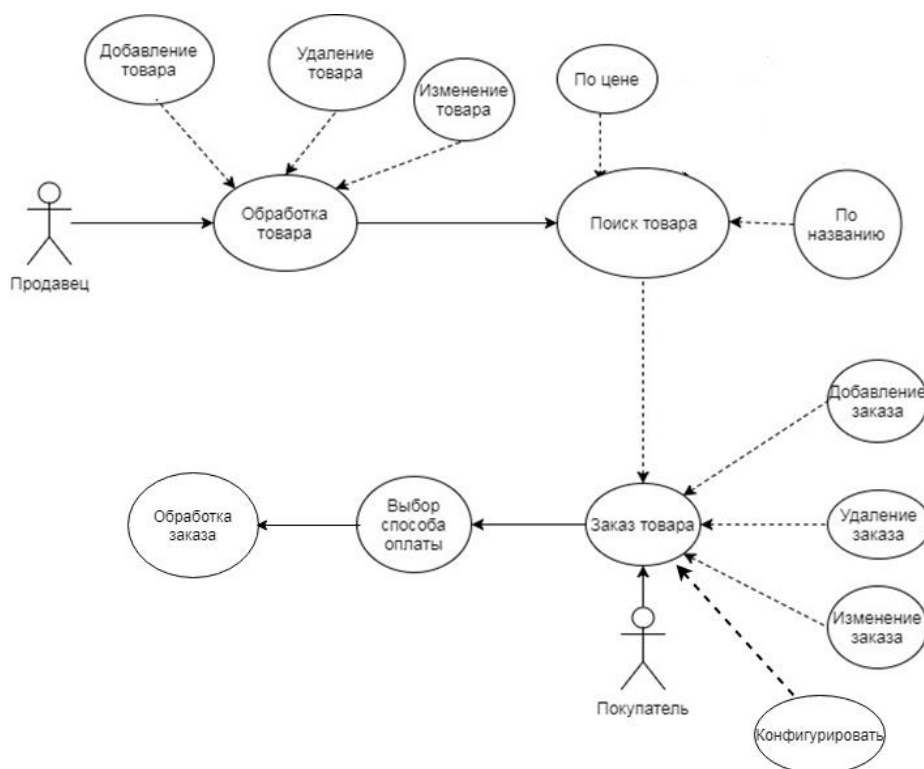 Добавление
товара
Удаление
товара
Изменение
товара
По цене
Продавец
Обработка
товара
Поиск товара
По
названию
Добавление
заказа
Обработка
заказа
Выбор
способа
оплаты
Заказ товара
Удаление
заказа
Изменение
заказа
Покупатель
Конфигурировать